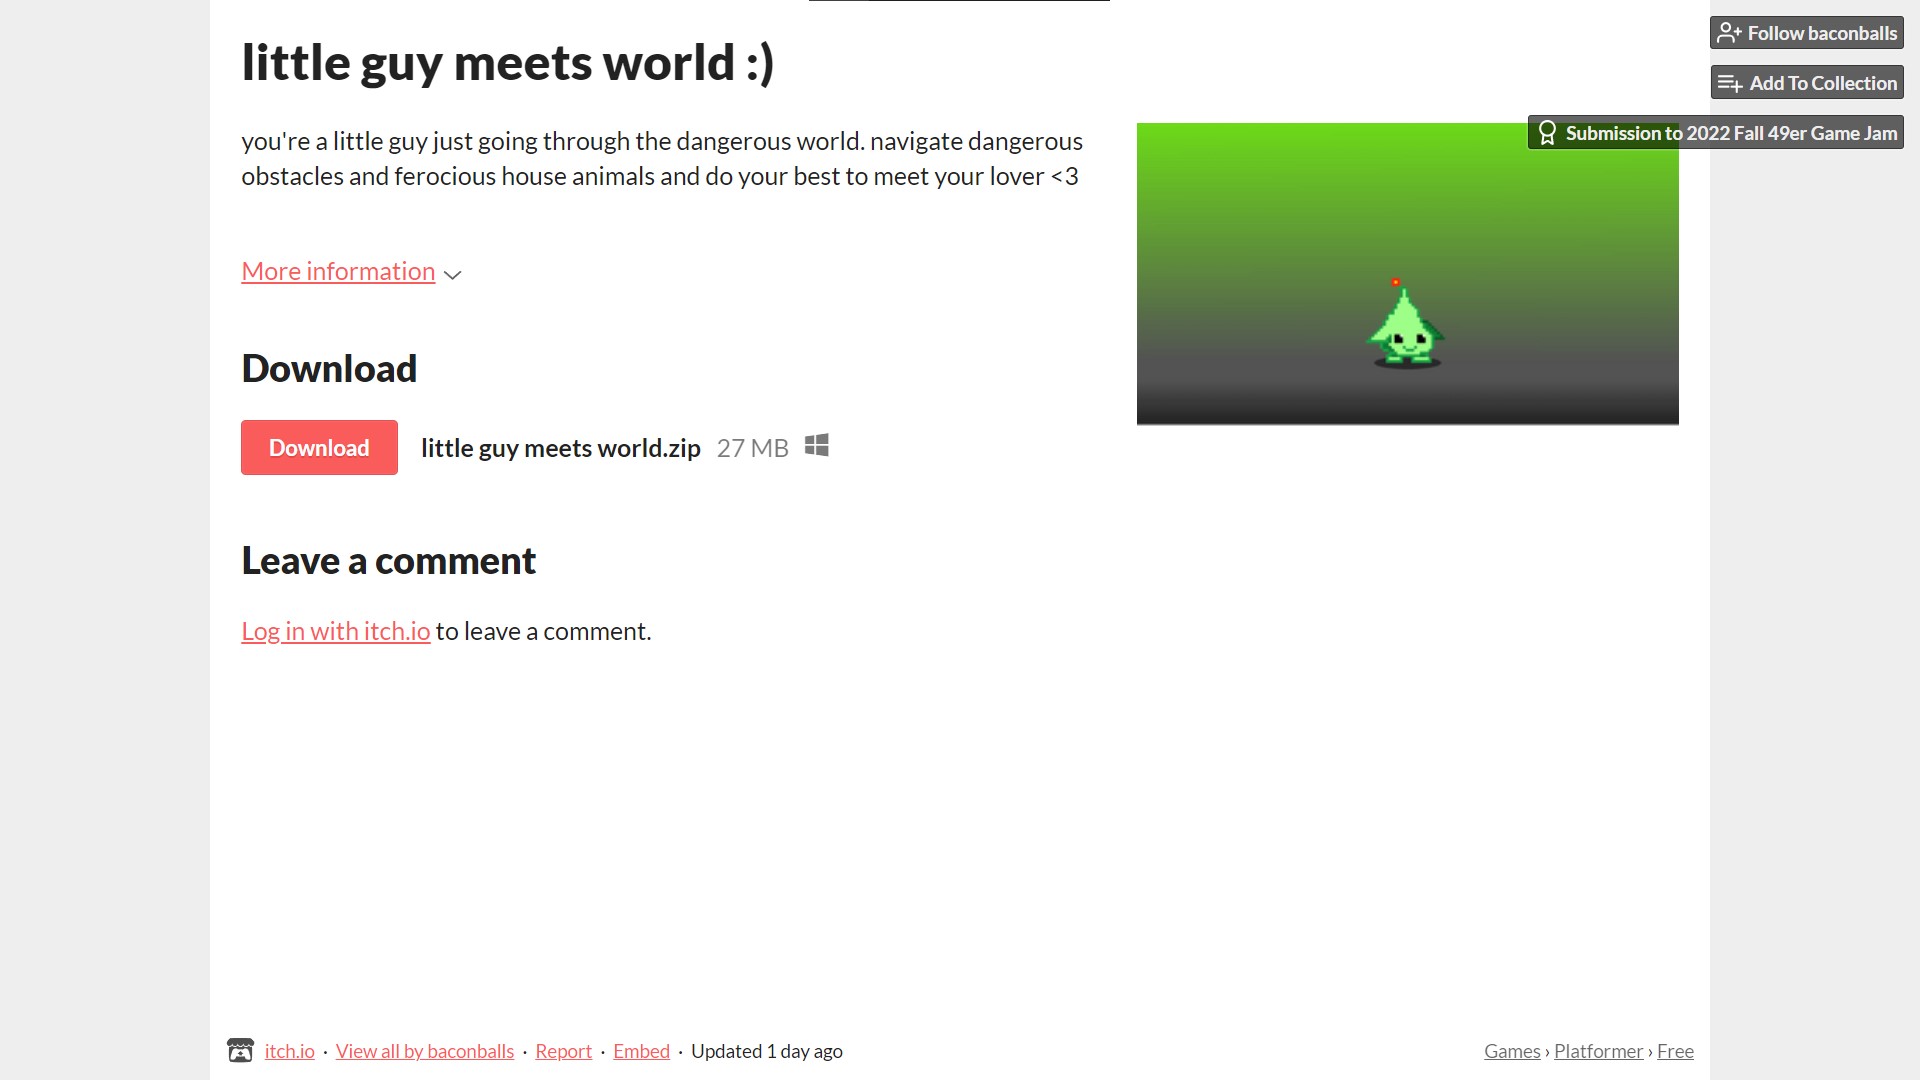 little guy meets world :)
Follow baconballs
Add To Collection
Submission to 2022 Fall 49er Game Jam
you're a little guy just going through the dangerous world. navigate dangerous
obstacles and ferocious house animals and do your best to meet your lover <3
More information
Download
Download little guy meets world.zip 27 MB
Leave a comment
Log in with itch.io to leave a comment.
itch.io · View all by baconballs · Report · Embed · Updated 1 day ago
Games › Platformer › Free